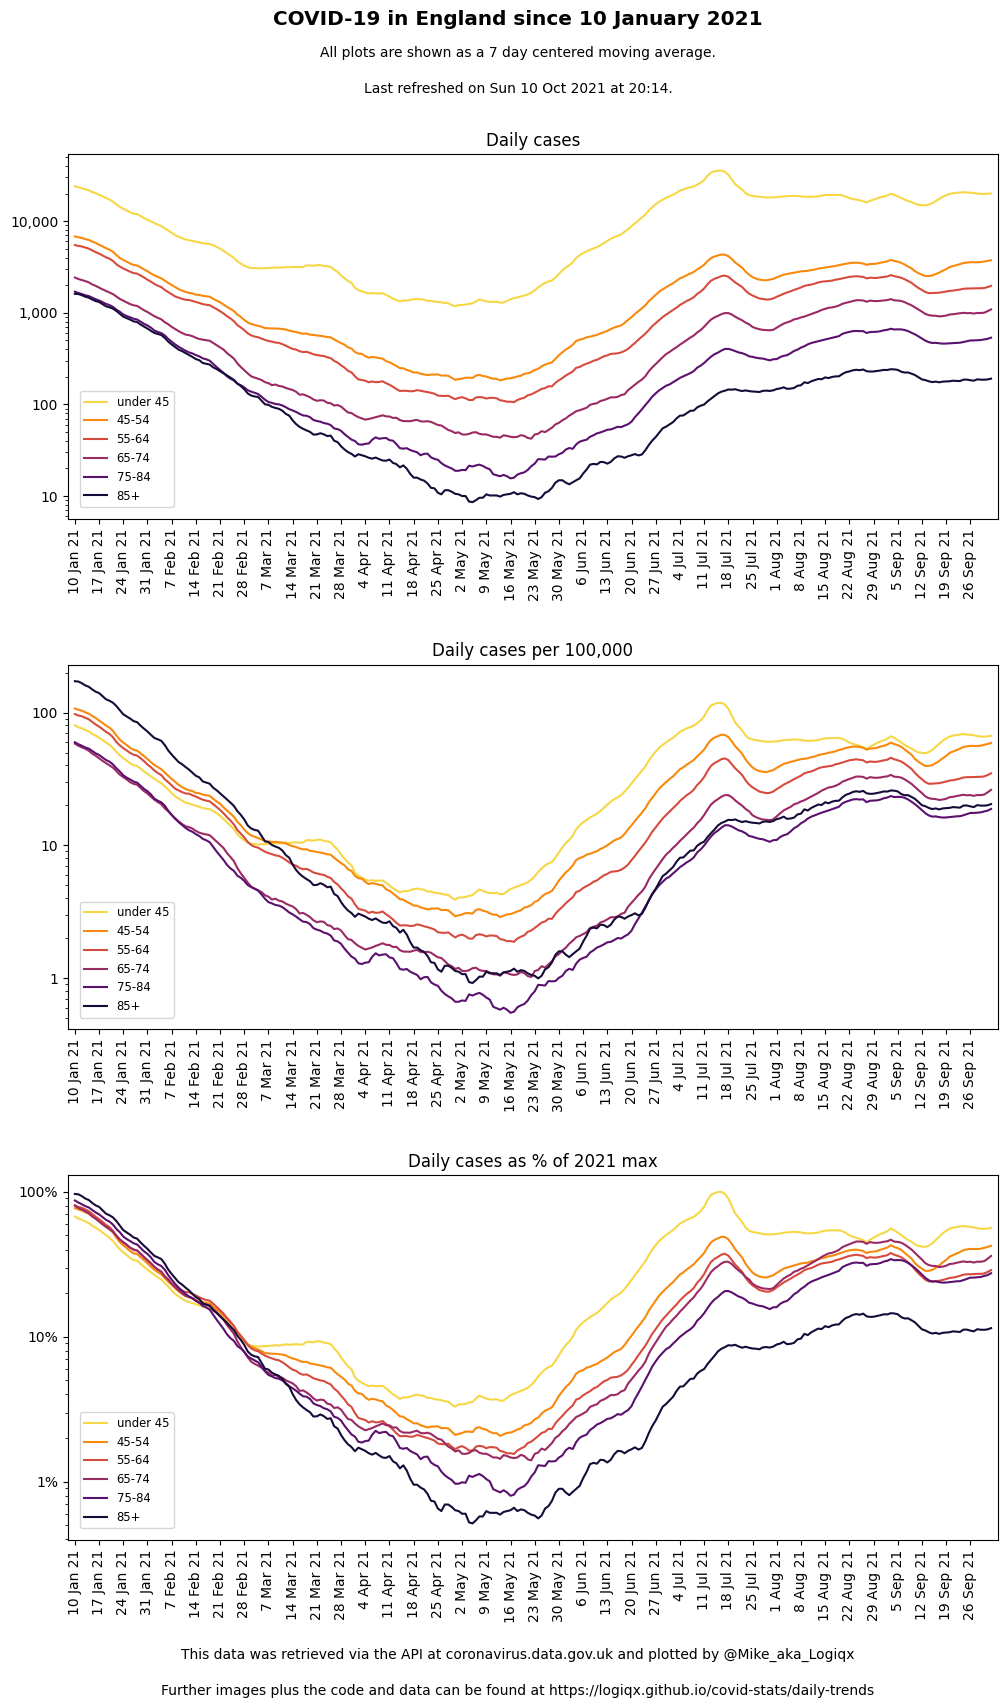 COVID-19 in England since 10 January 2021
All plots are shown as a 7 day centered moving average.
Last refreshed on Sun 10 Oct 2021 at 20:14.
Daily cases
10,000
1,000
100
10
under 45
45-54
55-64
65-74
75-84
85+
10 Jan 21
17 Jan 21
24 Jan 21
31 Jan 21
7 Feb 21
14 Feb 21
21 Feb 21
28 Feb 21
7 Mar 21
14 Mar 21
21 Mar 21
28 Mar 21
4 Apr 21
11 Apr 21
18 Apr 21
25 Apr 21
2 May 21
9 May 21
16 May 21
23 May 21
30 May 21
6 Jun 21
13 Jun 21
20 Jun 21
27 Jun 21
4 Jul 21
11 Jul 21
18 Jul 21
25 Jul 21
1 Aug 21
8 Aug 21
15 Aug 21
22 Aug 21
29 Aug 21
5 Sep 21
12 Sep 21
19 Sep 21
26 Sep 21
Daily cases per 100,000
100
10
1
under 45
45-54
55-64
65-74
75-84
85+
10 Jan 21
17 Jan 21
24 Jan 21
31 Jan 21
7 Feb 21
14 Feb 21
21 Feb 21
28 Feb 21
7 Mar 21
14 Mar 21
21 Mar 21
28 Mar 21
4 Apr 21
11 Apr 21
18 Apr 21
25 Apr 21
2 May 21
9 May 21
16 May 21
23 May 21
30 May 21
6 Jun 21
13 Jun 21
20 Jun 21
27 Jun 21
4 Jul 21
11 Jul 21
18 Jul 21
25 Jul 21
1 Aug 21
8 Aug 21
15 Aug 21
22 Aug 21
29 Aug 21
5 Sep 21
12 Sep 21
19 Sep 21
26 Sep 21
Daily cases as % of 2021 max
100%
10%
1%
under 45
45-54
55-64
65-74
75-84
85+
10 Jan 21
17 Jan 21
24 Jan 21
31 Jan 21
7 Feb 21
14 Feb 21
21 Feb 21
28 Feb 21
7 Mar 21
14 Mar 21
21 Mar 21
28 Mar 21
4 Apr 21
11 Apr 21
18 Apr 21
25 Apr 21
2 May 21
9 May 21
16 May 21
23 May 21
30 May 21
6 Jun 21
13 Jun 21
20 Jun 21
27 Jun 21
4 Jul 21
11 Jul 21
18 Jul 21
25 Jul 21
1 Aug 21
8 Aug 21
15 Aug 21
22 Aug 21
29 Aug 21
5 Sep 21
12 Sep 21
19 Sep 21
26 Sep 21
This data was retrieved via the API at coronavirus.data.gov.uk and plotted by @Mike_aka_Logiqx
Further images plus the code and data can be found at https://logiqx.github.io/covid-stats/daily-trends